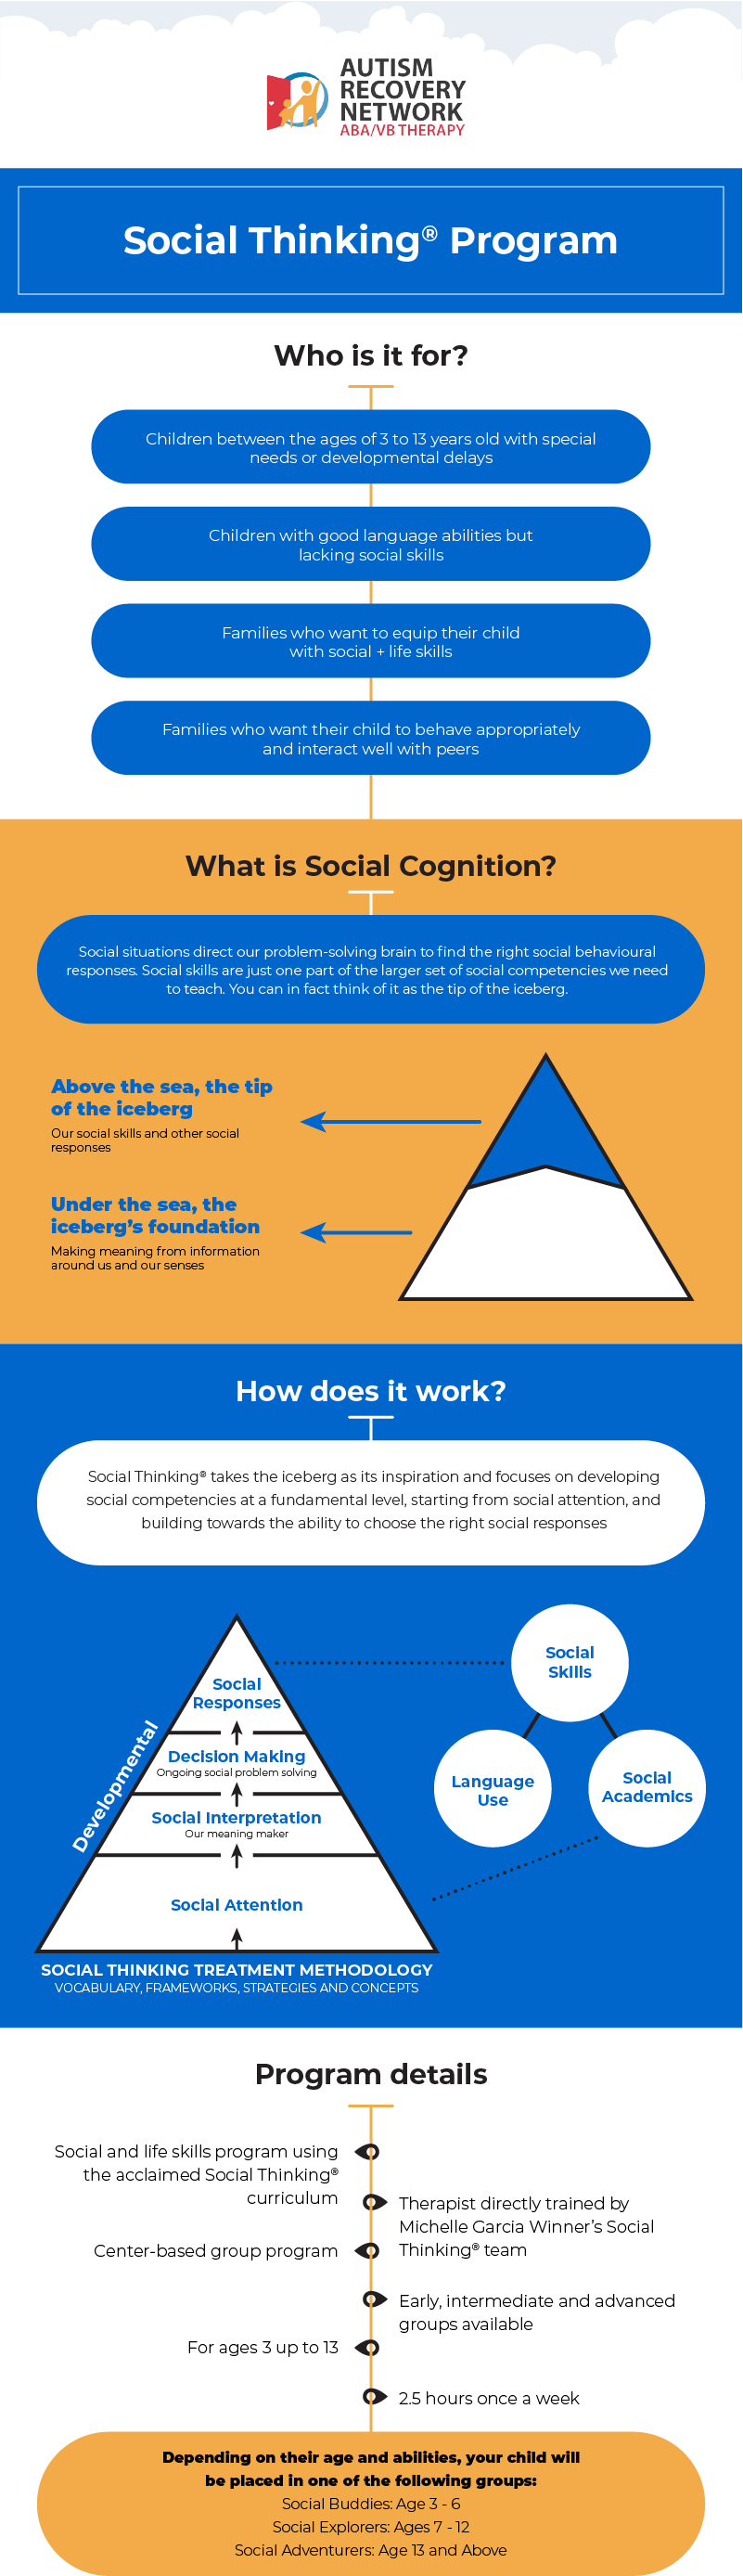 AUTISM
RECOVERY
NETWORK
ABA/VB THERAPY
Social Thinking® Program
Who is it for?
Children between the ages of 3 to 13 years old with special
needs or developmental delays
Children with good language abilities but
lacking social skills
Families who want to equip their child
with social + life skills
Families who want their child to behave appropriately
and interact well with peers
What is Social Cognition?
Social situations direct our problem-solving brain to find the right social behavioural
responses. Social skills are just one part of the larger set of social competencies we need
to teach. You can in fact think of it as the tip of the iceberg.
Above the sea, the tip
of the iceberg
Our social skills and other social
responses
Under the sea, the
iceberg's foundation
Making meaning from information
around us and our senses
How does it work?
Social Thinking® takes the iceberg as its inspiration and focuses on developing
social competencies at a fundamental level, starting from social attention, and
building towards the ability to choose the right social responses
Developmental
Social
Responses
Decision Making
Ongoing social problem solving
Social Interpretation
Our meaning maker
Social Attention
Social
Skills
Language
Use
Social
Academics
SOCIAL THINKING TREATMENT METHODOLOGY
VOCABULARY, FRAMEWORKS, STRATEGIES AND CONCEPTS
Program details
Social and life skills program using
the acclaimed Social Thinking®
curriculum
Therapist directly trained by
Michelle Garcia Winner's Social
Thinking® team
Center-based group program
Early, intermediate and advanced
groups available
For ages 3 up to 13
2.5 hours once a week
Depending on their age and abilities, your child will
be placed in one of the following groups:
Social Buddies: Age 3 - 6
Social Explorers: Ages 7 - 12
Social Adventurers: Age 13 and Above